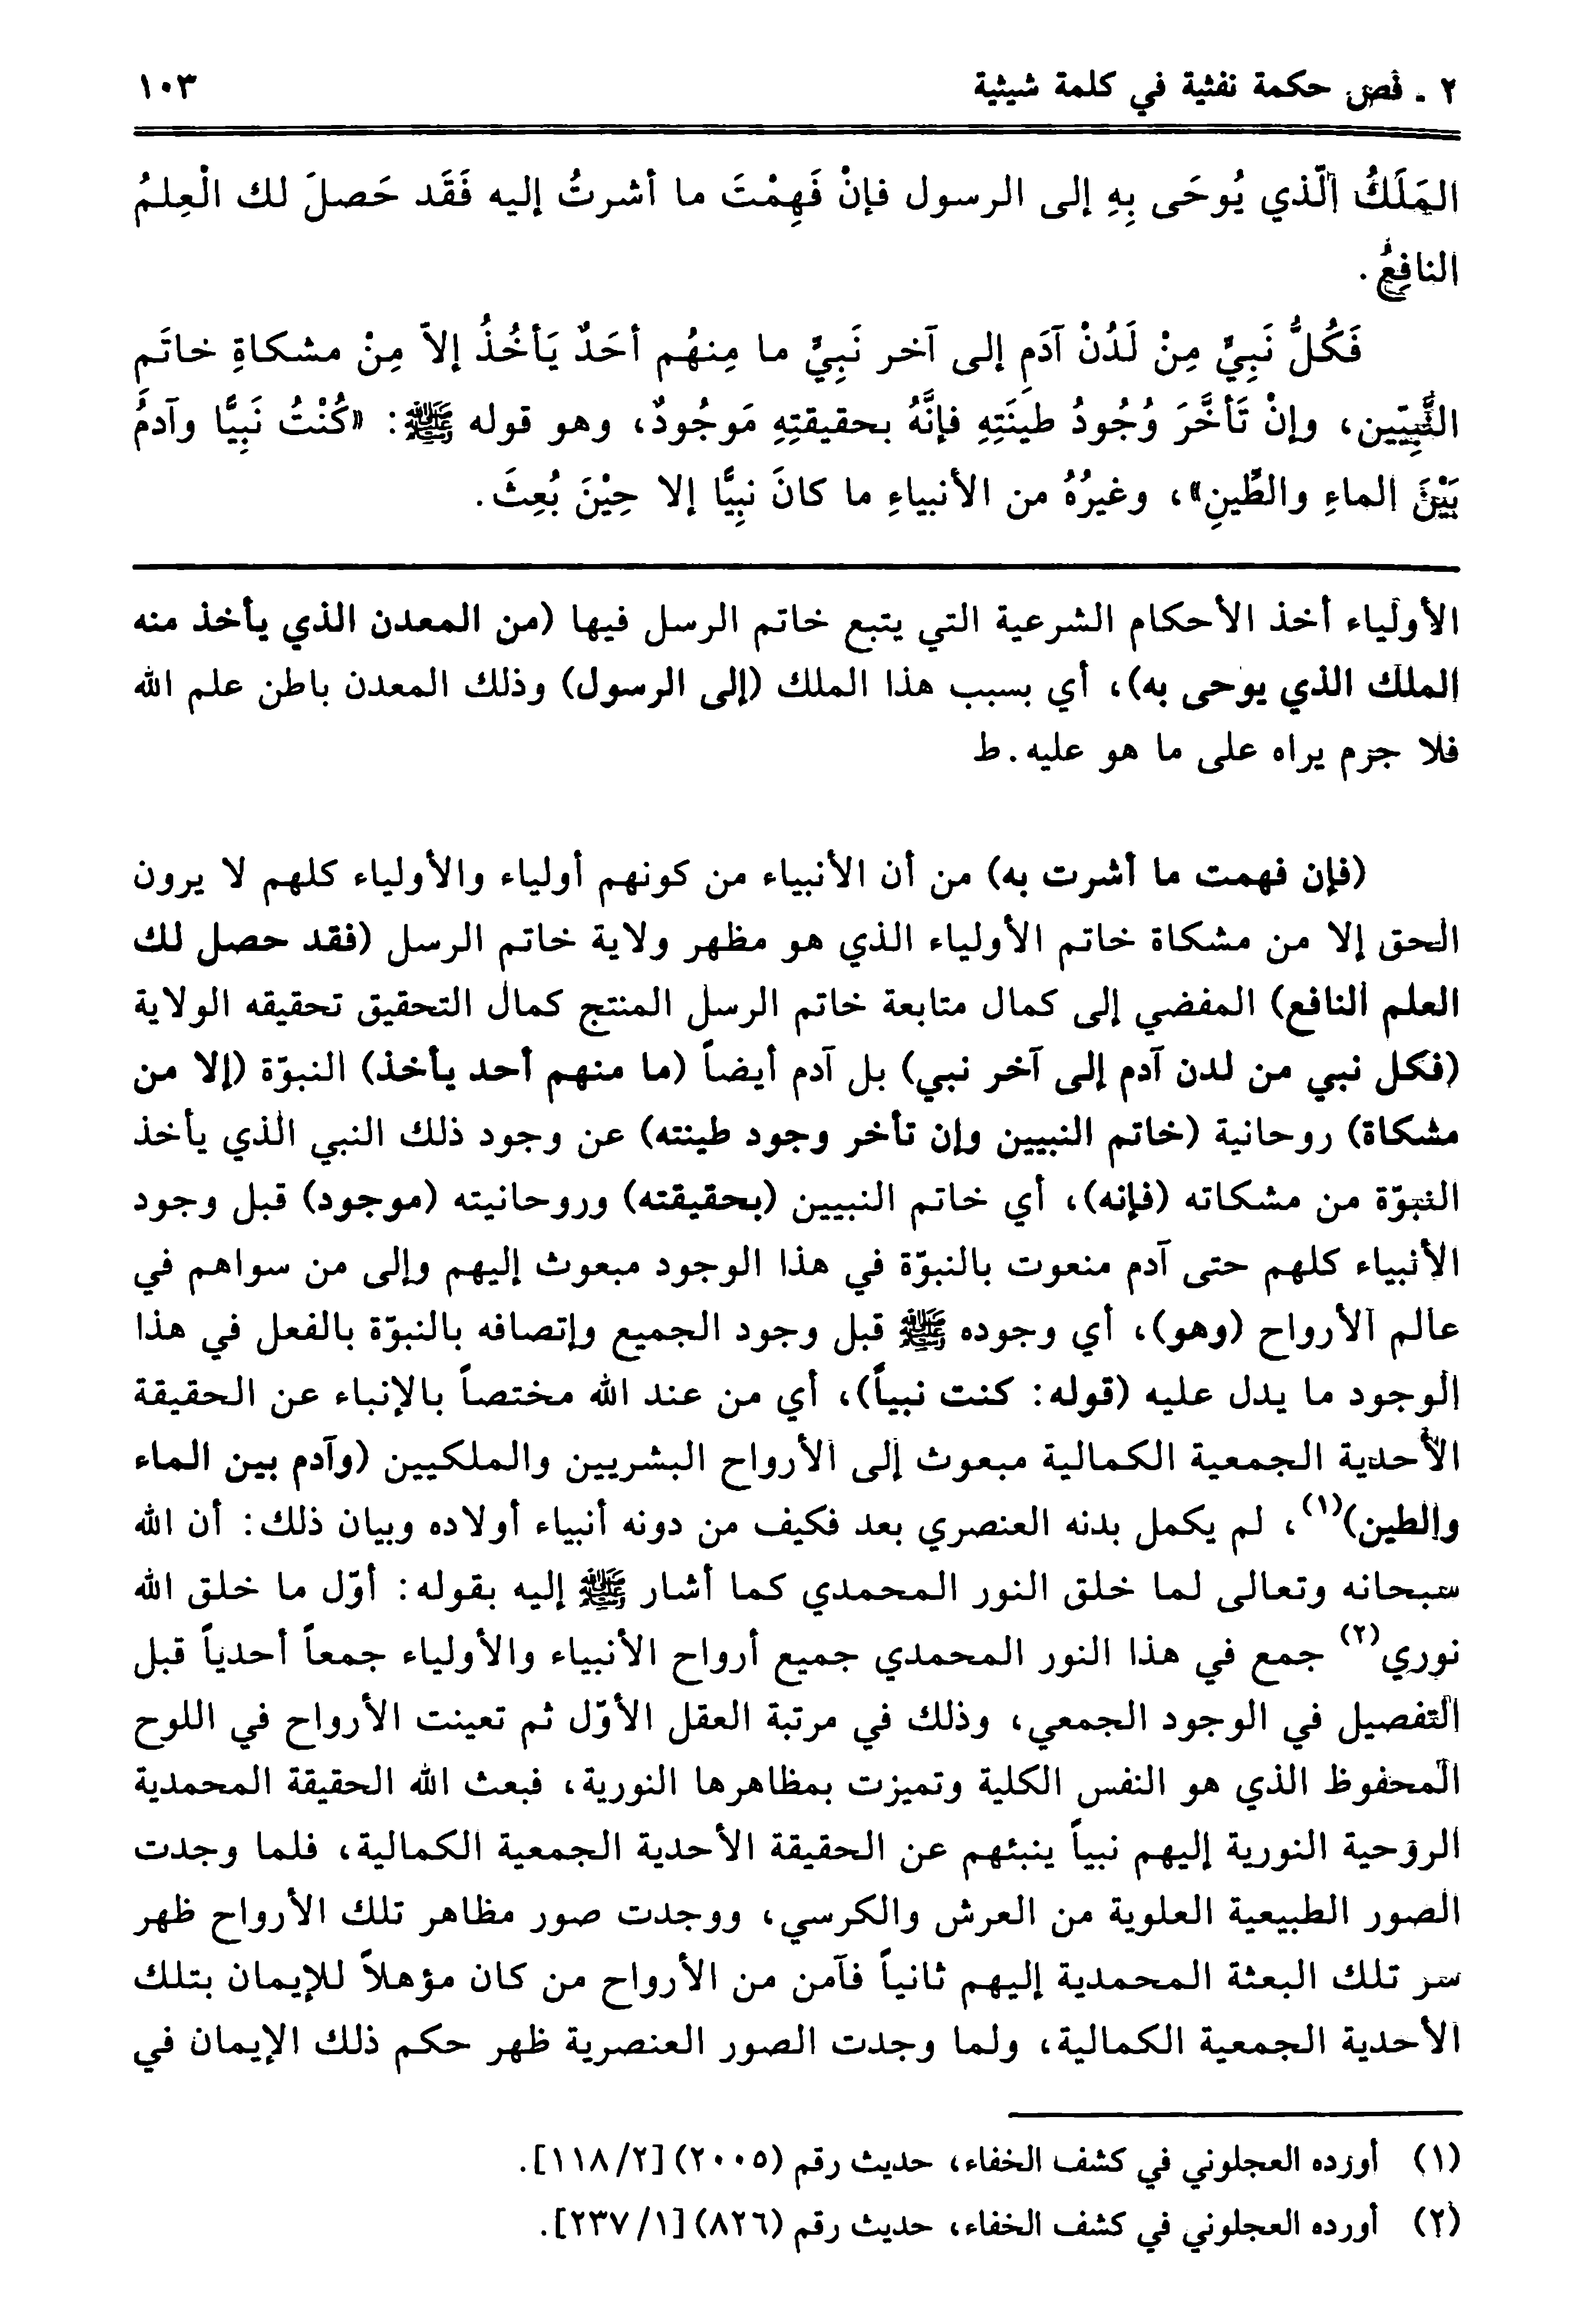 ٢ - فص حكمة نفثية في كلمة شيثية ١٠٣
المَلَكُ الّذي يُوحَى بِهِ إلى الرسول فإنْ فَهِمْتَ ما أشرتُ إليه فَقَد حَصلَ لك الْعِلمُ
النافِعُ.
فَكُلُّ نَبِيٍّ مِنْ لَدُنْ آدَمِ إلى آخر نَبِيٍّ ما مِنهُم أحَدٌ يَأخُذُ إلاّ مِنْ مشكاةِ خاتَمِ
النَّبِيّين، وإنْ تَأخَّرَ وُجُودُ طينَتِهِ فإنَّهُ بحقيقتِهِ مَوجُودٌ، وهو قوله ﷺ: «كُنْتُ نَبِيًّا وآدمُ
بَيْنَ الماءِ والطِّينِ»، وغيرُهُ من الأنبياءِ ما كانَ نبِيًّا إلا حِيْنَ بُعِثَ.
الأولياء أخذ الأحكام الشرعية التي يتبع خاتم الرسل فيها (من المعدن الذي يأخذ منه
الملك الذي يوحى به)، أي بسبب هذا الملك (إلى الرسول) وذلك المعدن باطن علم الله
فلا جرم يراه على ما هو عليه. ط
(فإن فهمت ما أشرت به) من أن الأنبياء من كونهم أولياء والأولياء كلهم لا يرون
الحق إلا من مشكاة خاتم الأولياء الذي هو مظهر ولاية خاتم الرسل (فقد حصل لك
العلم النافع) المفضي إلى كمال متابعة خاتم الرسل المنتج كمال التحقيق تحقيقه الولاية
(فكل نبي من لدن آدم إلى آخر نبي) بل آدم أيضاً (ما منهم أحد يأخذ) النبوّة (إلا من
مشكاة) روحانية (خاتم النبيين وإن تأخر وجود طينته) عن وجود ذلك النبي الذي يأخذ
النبوّة من مشكاته (فإنه)، أي خاتم النبيين (بحقيقته) وروحانيته (موجود) قبل وجود
الأنبياء كلهم حتى آدم منعوت بالنبوّة في هذا الوجود مبعوث إليهم وإلى من سواهم في
عالم الأرواح (وهو)، أي وجوده ﷺ قبل وجود الجميع وإتصافه بالنبوّة بالفعل في هذا
الوجود ما يدل عليه (قوله: كنت نبياً)، أي من عند الله مختصاً بالإنباء عن الحقيقة
الأحدية الجمعية الكمالية مبعوث إلى الأرواح البشريين والملكيين (وآدم بين الماء
والطين)(١)، لم يكمل بدنه العنصري بعد فكيف من دونه أنبياء أولاده وبيان ذلك: أن الله
سبحانه وتعالى لما خلق النور المحمدي كما أشار ﷺ إليه بقوله: أوّل ما خلق الله
نوري(٢) جمع في هذا النور المحمدي جميع أرواح الأنبياء والأولياء جمعاً أحدياً قبل
التفصيل في الوجود الجمعي، وذلك في مرتبة العقل الأوّل ثم تعينت الأرواح في اللوح
المحفوظ الذي هو النفس الكلية وتميزت بمظاهرها النورية، فبعث الله الحقيقة المحمدية
الروحية النورية إليهم نبياً ينبئهم عن الحقيقة الأحدية الجمعية الكمالية، فلما وجدت
الصور الطبيعية العلوية من العرش والكرسي، ووجدت صور مظاهر تلك الأرواح ظهر
سر تلك البعثة المحمدية إليهم ثانياً فآمن من الأرواح من كان مؤهلاً للإيمان بتلك
الأحدية الجمعية الكمالية، ولما وجدت الصور العنصرية ظهر حكم ذلك الإيمان في
(١) أورده العجلوني في كشف الخفاء، حديث رقم (٢٠٠٥) [١١٨/٢].
(٢) أورده العجلوني في كشف الخفاء، حديث رقم (٨٢٦) [٢٣٧/١].